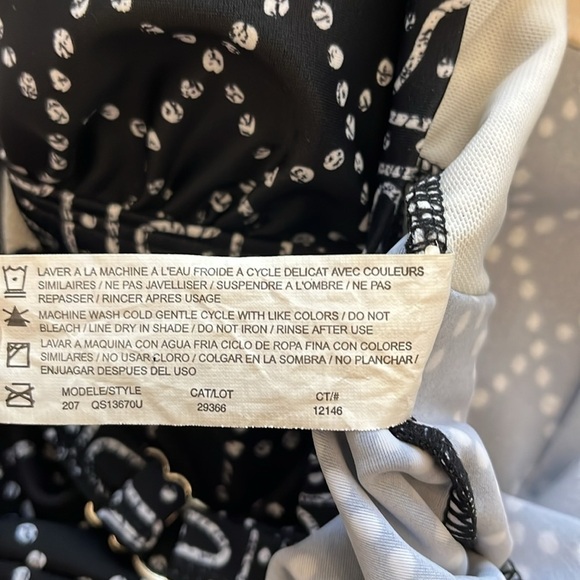 LAVER A LA MACHINE A L'EAU FROIDE A CYCLE DELICAT AVEC COULEURS
SIMILAIRES / NE PAS JAVELLISER / SUSPENDRE A L'OMBRE / NE PAS
REPASSER / RINCER APRES USAGE
MACHINE WASH COLD GENTLE CYCLE WITH LIKE COLORS / DO NOT
BLEACH / LINE DRY IN SHADE / DO NOT IRON / RINSE AFTER USE
LAVAR A MAQUINA CON AGUA FRIA CICLO DE ROPA FINA CON COLORES
SIMILARES / NO USAR CLORO / COLGAR EN LA SOMBRA / NO PLANCHAR /
ENJUAGAR DESPUES DEL USO
MODELE/STYLE CAT/LOT CT/#
207 QS13670U 29366 12146